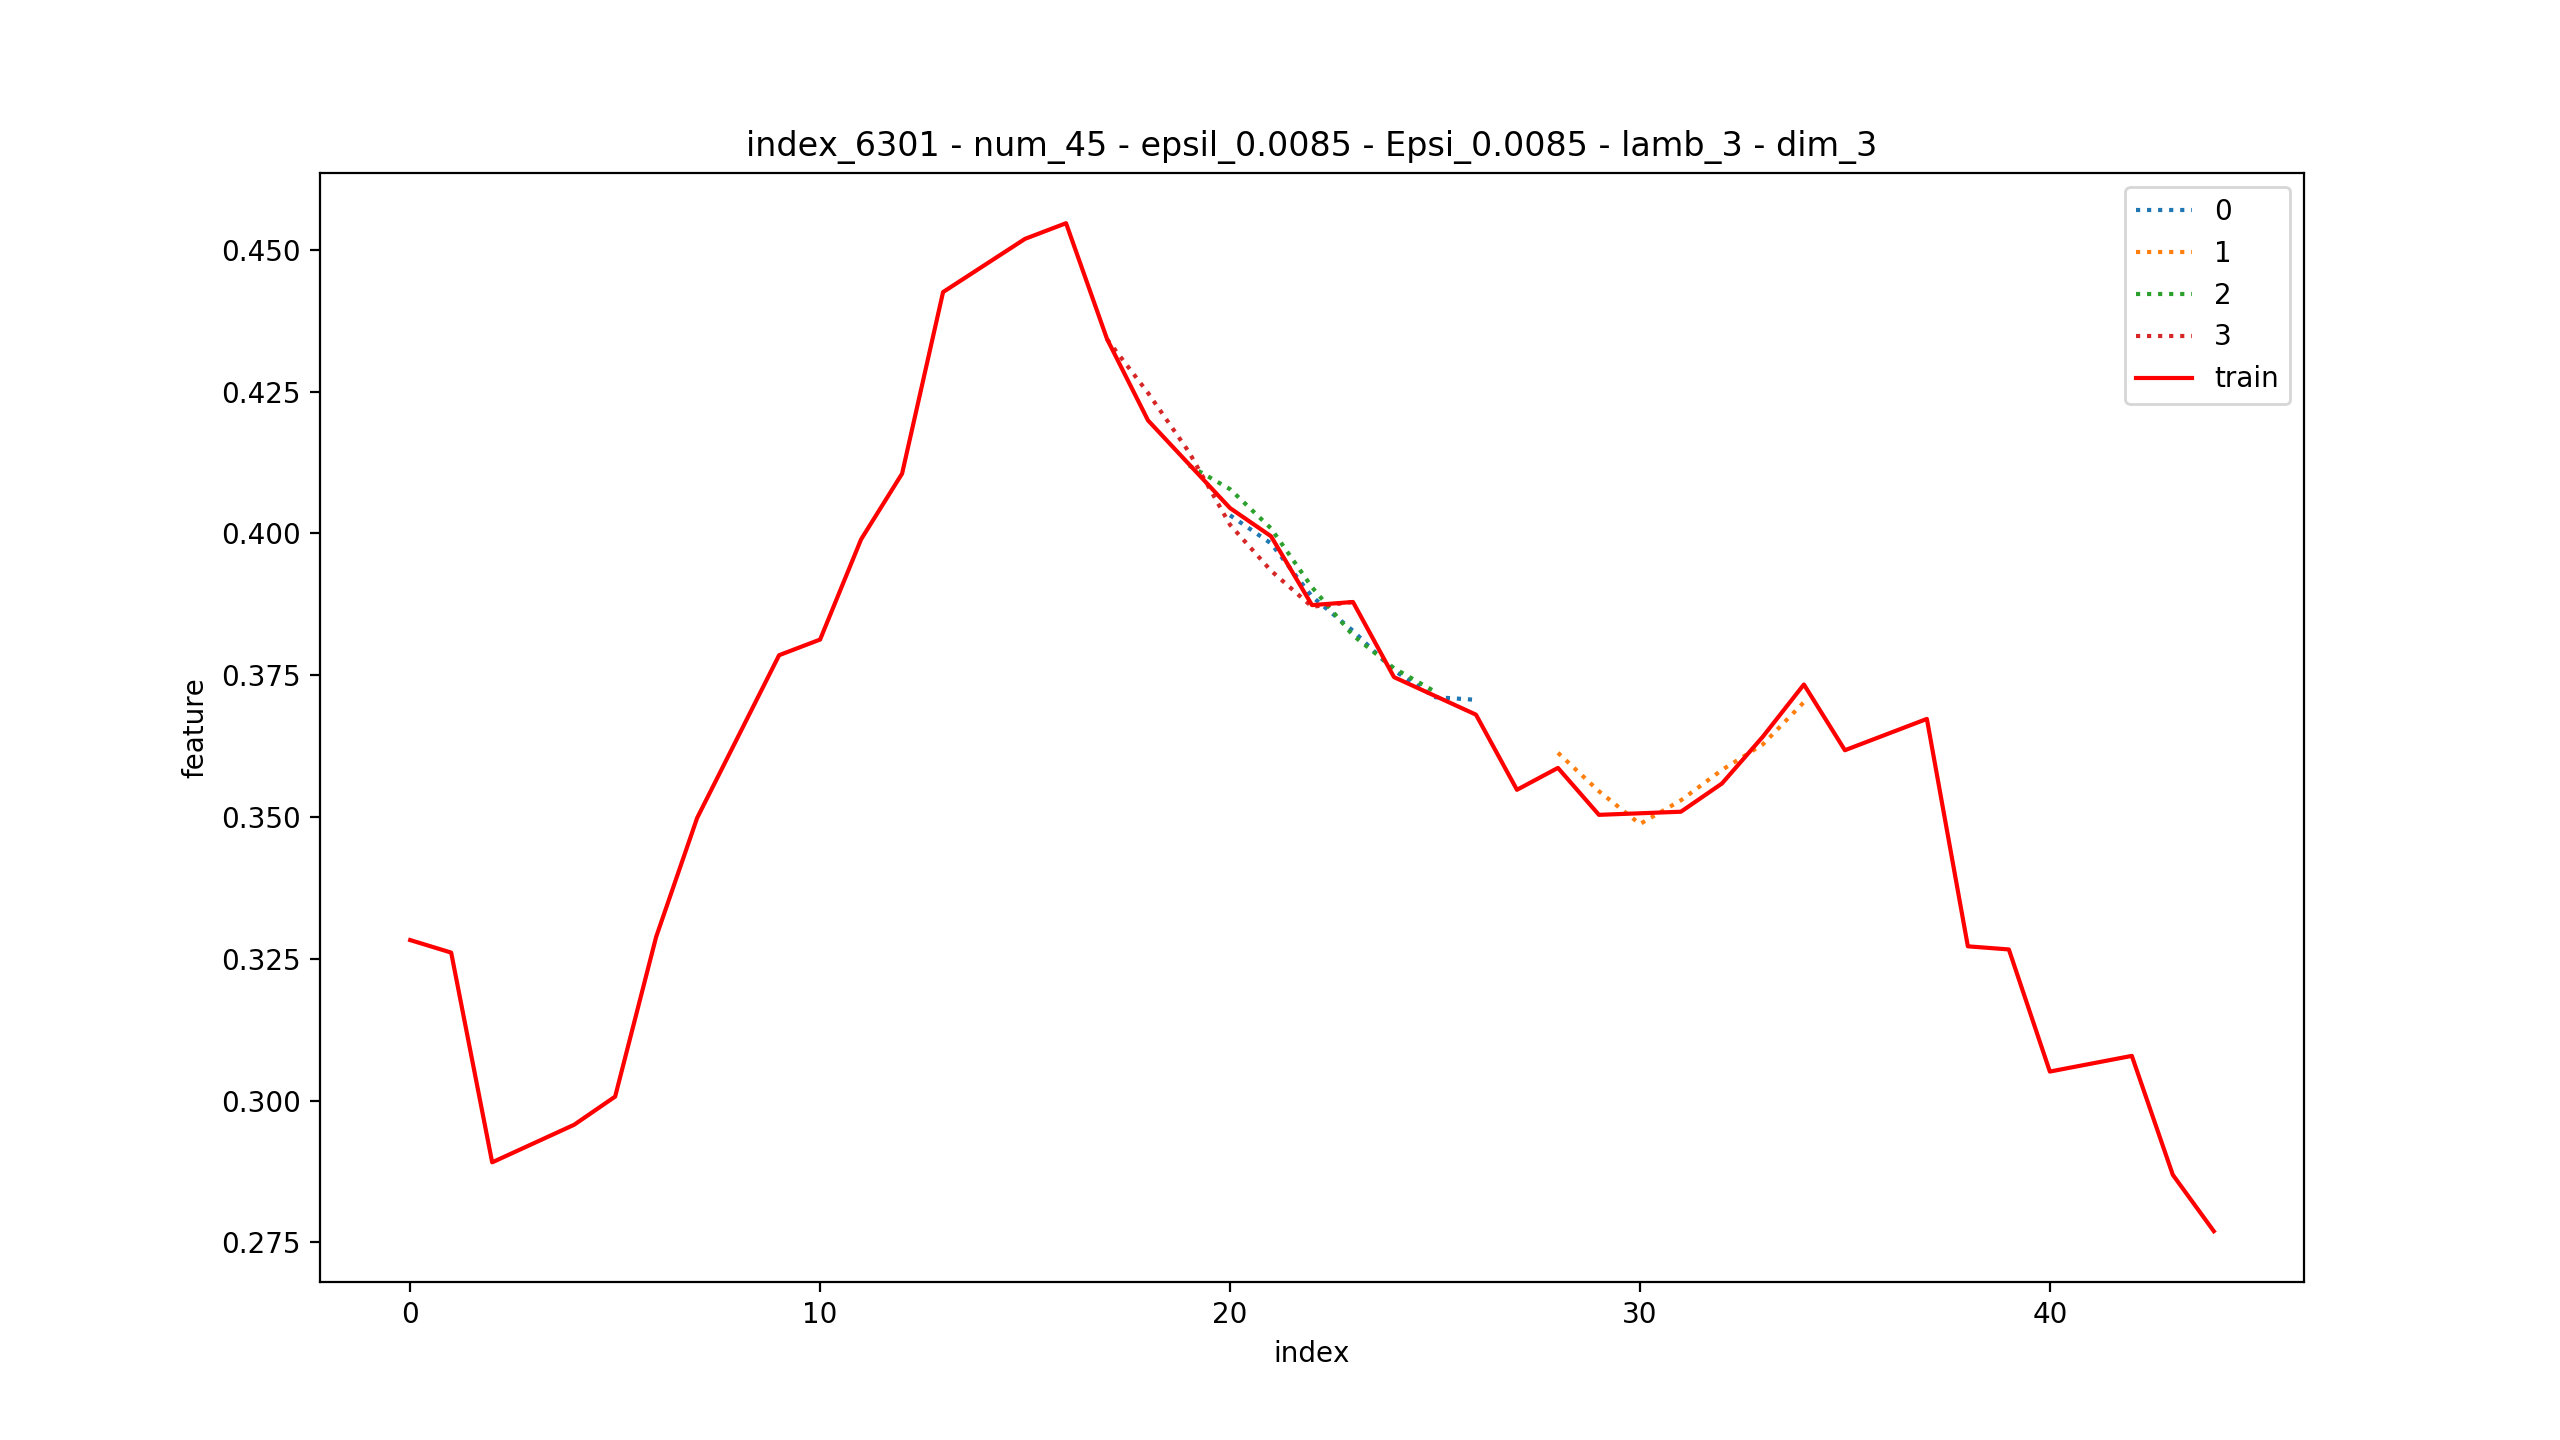 index_6301 - num_45 - epsil_0.0085 - Epsi_0.0085 - lamb_3 - dim_3
0
1
2
3
train
feature
0.450
0.425
0.400
0.375
0.350
0.325
0.300
0.275
0 10 20 30 40
index